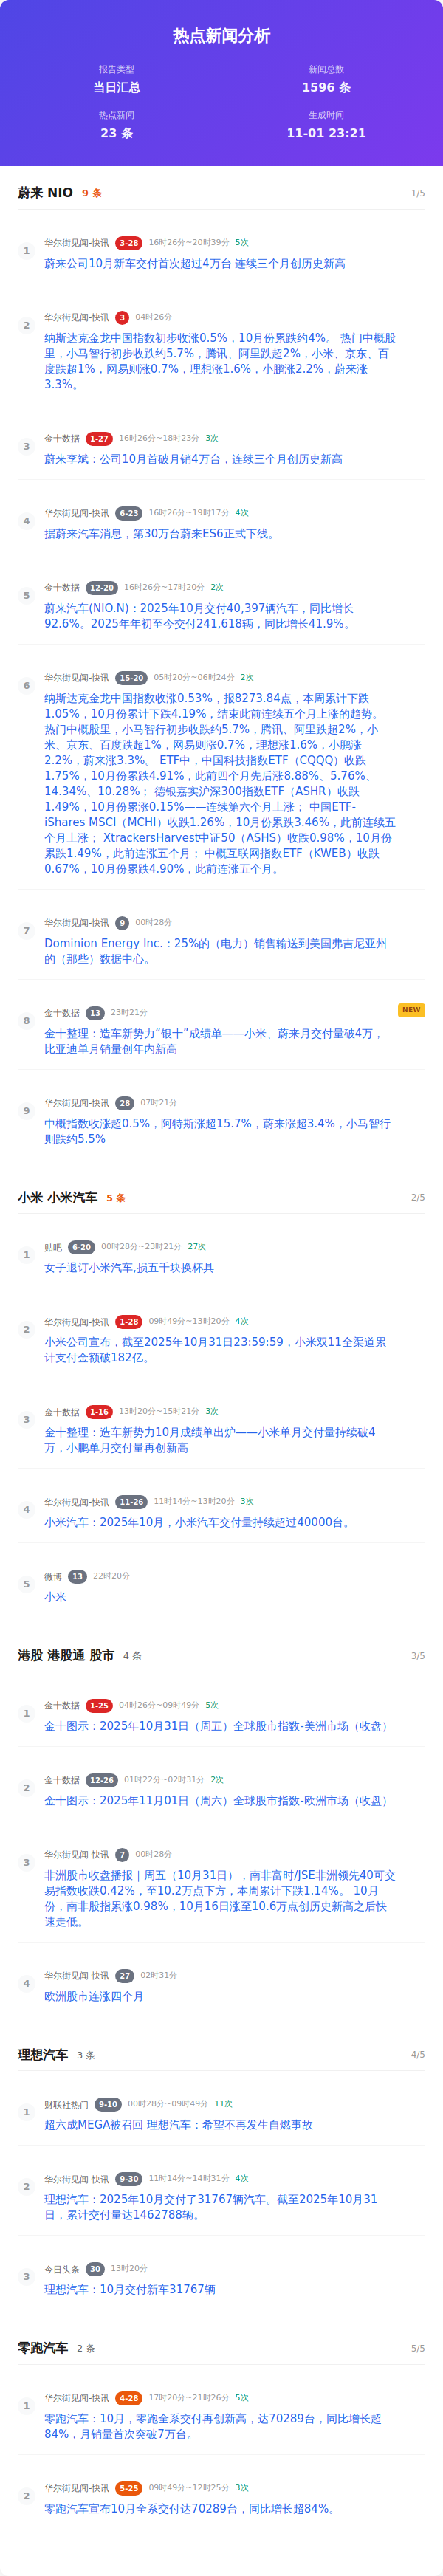 热点新闻分析
报告类型
当日汇总
新闻总数
1596 条
热点新闻
23 条
生成时间
11-01 23:21
蔚来 NIO 9 条 1/5
1
华尔街见闻-快讯 3-28 16时26分~20时39分 5次
蔚来公司10月新车交付首次超过4万台 连续三个月创历史新高
2
华尔街见闻-快讯 3 04时26分
纳斯达克金龙中国指数初步收涨0.5%，10月份累跌约4%。 热门中概股
里，小马智行初步收跌约5.7%，腾讯、阿里跌超2%，小米、京东、百
度跌超1%，网易则涨0.7%，理想涨1.6%，小鹏涨2.2%，蔚来涨
3.3%。
3
金十数据 1-27 16时26分~18时23分 3次
蔚来李斌：公司10月首破月销4万台，连续三个月创历史新高
4
华尔街见闻-快讯 6-23 16时26分~19时17分 4次
据蔚来汽车消息，第30万台蔚来ES6正式下线。
5
金十数据 12-20 16时26分~17时20分 2次
蔚来汽车(NIO.N)：2025年10月交付40,397辆汽车，同比增长
92.6%。2025年年初至今交付241,618辆，同比增长41.9%。
6
华尔街见闻-快讯 15-20 05时20分~06时24分 2次
纳斯达克金龙中国指数收涨0.53%，报8273.84点，本周累计下跌
1.05%，10月份累计下跌4.19%，结束此前连续五个月上涨的趋势。
热门中概股里，小马智行初步收跌约5.7%，腾讯、阿里跌超2%，小
米、京东、百度跌超1%，网易则涨0.7%，理想涨1.6%，小鹏涨
2.2%，蔚来涨3.3%。 ETF中，中国科技指数ETF（CQQQ）收跌
1.75%，10月份累跌4.91%，此前四个月先后涨8.88%、5.76%、
14.34%、10.28%； 德银嘉实沪深300指数ETF（ASHR）收跌
1.49%，10月份累涨0.15%——连续第六个月上涨； 中国ETF-
iShares MSCI（MCHI）收跌1.26%，10月份累跌3.46%，此前连续五
个月上涨； XtrackersHarvest中证50（ASHS）收跌0.98%，10月份
累跌1.49%，此前连涨五个月； 中概互联网指数ETF（KWEB）收跌
0.67%，10月份累跌4.90%，此前连涨五个月。
7
华尔街见闻-快讯 9 00时28分
Dominion Energy Inc.：25%的（电力）销售输送到美国弗吉尼亚州
的（那些）数据中心。
8
金十数据 13 23时21分
NEW
金十整理：造车新势力“银十”成绩单——小米、蔚来月交付量破4万，
比亚迪单月销量创年内新高
9
华尔街见闻-快讯 28 07时21分
中概指数收涨超0.5%，阿特斯涨超15.7%，蔚来涨超3.4%，小马智行
则跌约5.5%
小米 小米汽车 5 条 2/5
1
贴吧 6-20 00时28分~23时21分 27次
女子退订小米汽车,损五千块换杯具
2
华尔街见闻-快讯 1-28 09时49分~13时20分 4次
小米公司宣布，截至2025年10月31日23:59:59，小米双11全渠道累
计支付金额破182亿。
3
金十数据 1-16 13时20分~15时21分 3次
金十整理：造车新势力10月成绩单出炉——小米单月交付量持续破4
万，小鹏单月交付量再创新高
4
华尔街见闻-快讯 11-26 11时14分~13时20分 3次
小米汽车：2025年10月，小米汽车交付量持续超过40000台。
5
微博 13 22时20分
小米
港股 港股通 股市 4 条 3/5
1
金十数据 1-25 04时26分~09时49分 5次
金十图示：2025年10月31日（周五）全球股市指数-美洲市场（收盘）
2
金十数据 12-26 01时22分~02时31分 2次
金十图示：2025年11月01日（周六）全球股市指数-欧洲市场（收盘）
3
华尔街见闻-快讯 7 00时28分
非洲股市收盘播报｜周五（10月31日），南非富时/JSE非洲领先40可交
易指数收跌0.42%，至10.2万点下方，本周累计下跌1.14%。 10月
份，南非股指累涨0.98%，10月16日涨至10.6万点创历史新高之后快
速走低。
4
华尔街见闻-快讯 27 02时31分
欧洲股市连涨四个月
理想汽车 3 条 4/5
1
财联社热门 9-10 00时28分~09时49分 11次
超六成MEGA被召回 理想汽车：希望不再发生自燃事故
2
华尔街见闻-快讯 9-30 11时14分~14时31分 4次
理想汽车：2025年10月交付了31767辆汽车。截至2025年10月31
日，累计交付量达1462788辆。
3
今日头条 30 13时20分
理想汽车：10月交付新车31767辆
零跑汽车 2 条 5/5
1
华尔街见闻-快讯 4-28 17时20分~21时26分 5次
零跑汽车：10月，零跑全系交付再创新高，达70289台，同比增长超
84%，月销量首次突破7万台。
2
华尔街见闻-快讯 5-25 09时49分~12时25分 3次
零跑汽车宣布10月全系交付达70289台，同比增长超84%。